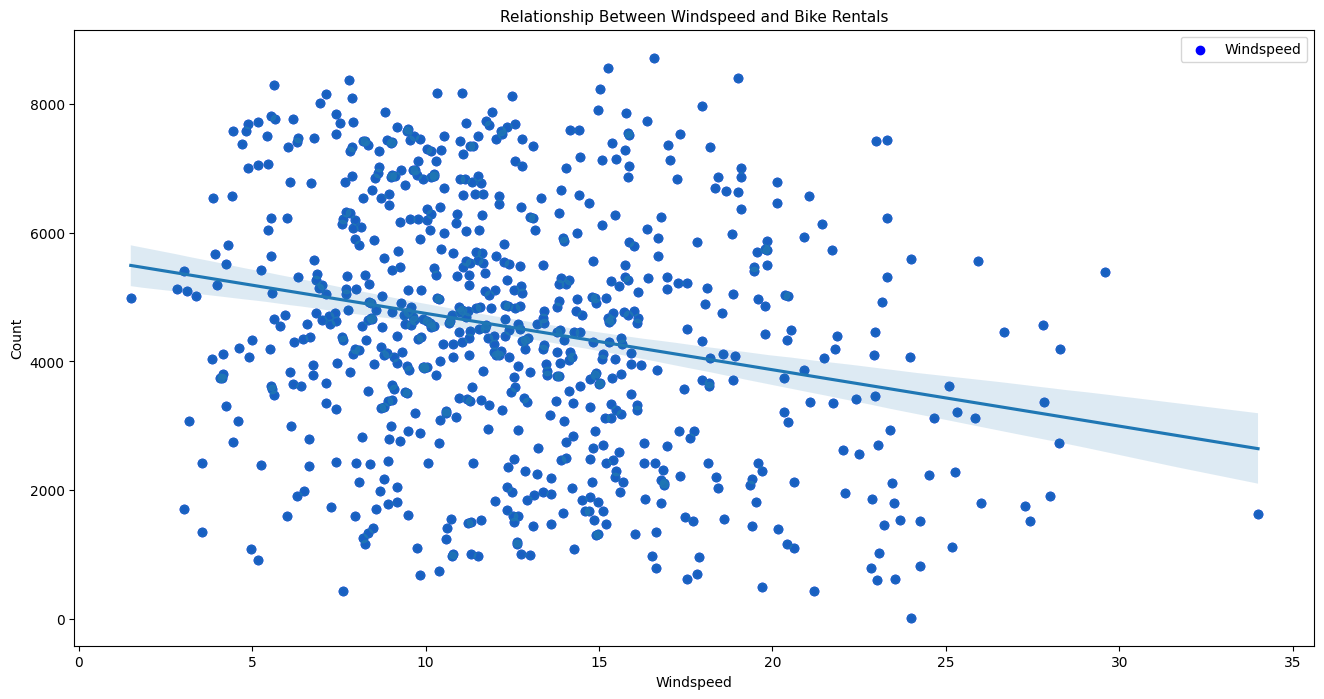 Relationship Between Windspeed and Bike Rentals
Windspeed
8000
6000
4000
2000
0
Count
0 5 10 15 20 25 30 35
Windspeed